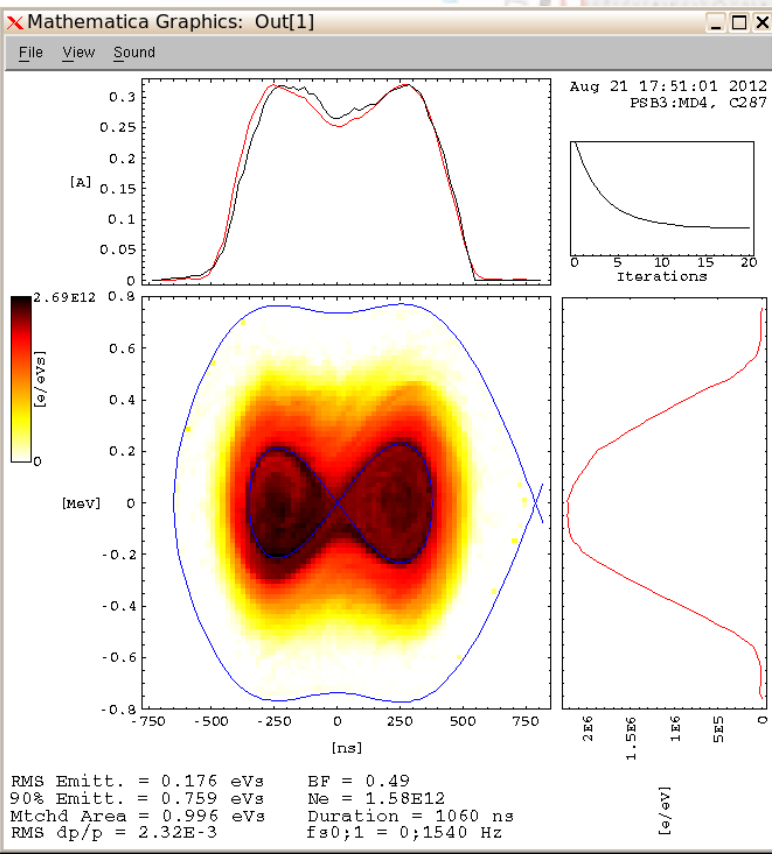 Mathematica Graphics: Out[1]
File View Sound
Aug 21 17:51:01 2012
PSB3:MD4, C287
0.3
0.25
0.2
0.15
0.1
0.05
0
[A]
0 5 10 15 20
Iterations
2.69E12
0
[e/eVs]
0.8
0.6
0.4
0.2
0
-0.2
-0.4
-0.6
-0.8
[MeV]
-750 -500 -250 0 250 500 750
[ns]
2E6 1.5E6 1E6 5E5 0
[e/eV]
RMS Emitt. = 0.176 eVs BF = 0.49
90% Emitt. = 0.759 eVs Ne = 1.58E12
Mtchd Area = 0.996 eVs Duration = 1060 ns
RMS dp/p = 2.32E-3 fs0;1 = 0;1540 Hz